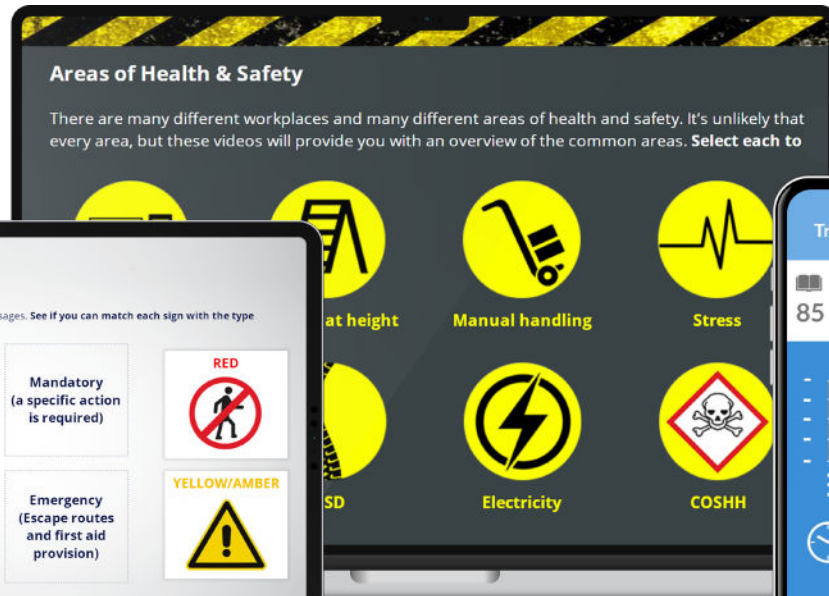 Areas of Health & Safety
There are many different workplaces and many different areas of health and safety. It's unlikely that
every area, but these videos will provide you with an overview of the common areas. Select each to
at height
Manual handling
Stress
SD
Electricity
COSHH
See if you can match each sign with the type
Mandatory
(a specific action
is required)
RED
Emergency
(Escape routes
and first aid
provision)
YELLOW/AMBER
85